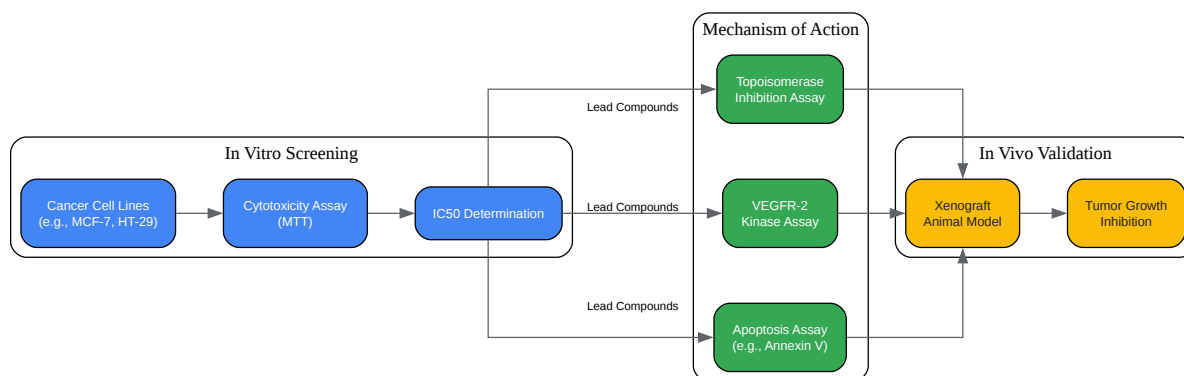 Mechanism of Action
Topoisomerase
Inhibition Assay
Lead Compounds
In Vitro Screening
In Vivo Validation
Cancer Cell Lines
(e.g., MCF-7, HT-29)
Cytotoxicity Assay
(MTT)
IC50 Determination
Lead Compounds
VEGFR-2
Kinase Assay
Xenograft
Animal Model
Tumor Growth
Inhibition
Lead Compounds
Apoptosis Assay
(e.g., Annexin V)